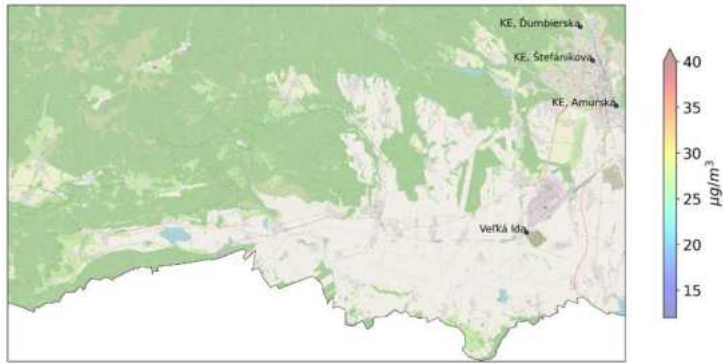 KE, Ďumbierska
KE, Štefánikova
KE, Amurská
Veľká Ida
40
35
30
25
20
15
μg/m³